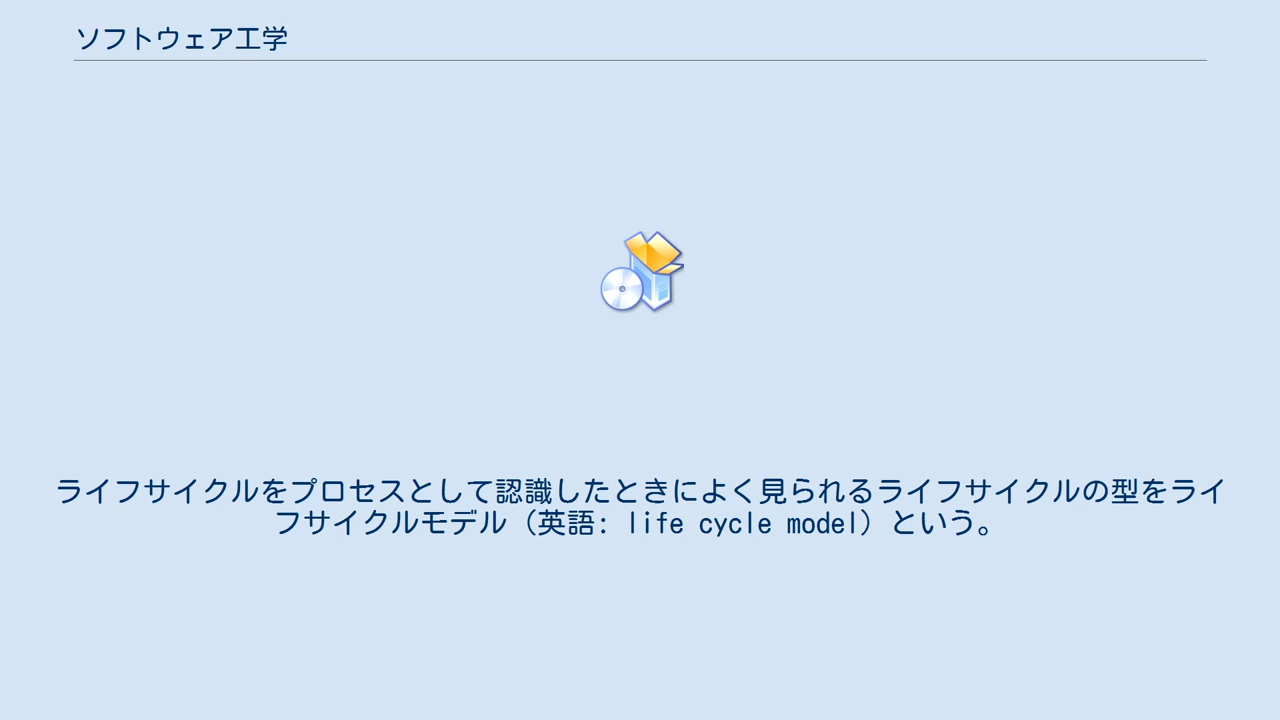 ソフトウェア工学
ライフサイクルをプロセスとして認識したときによく見られるライフサイクルの型をライ
フサイクルモデル（英語: life cycle model）という。